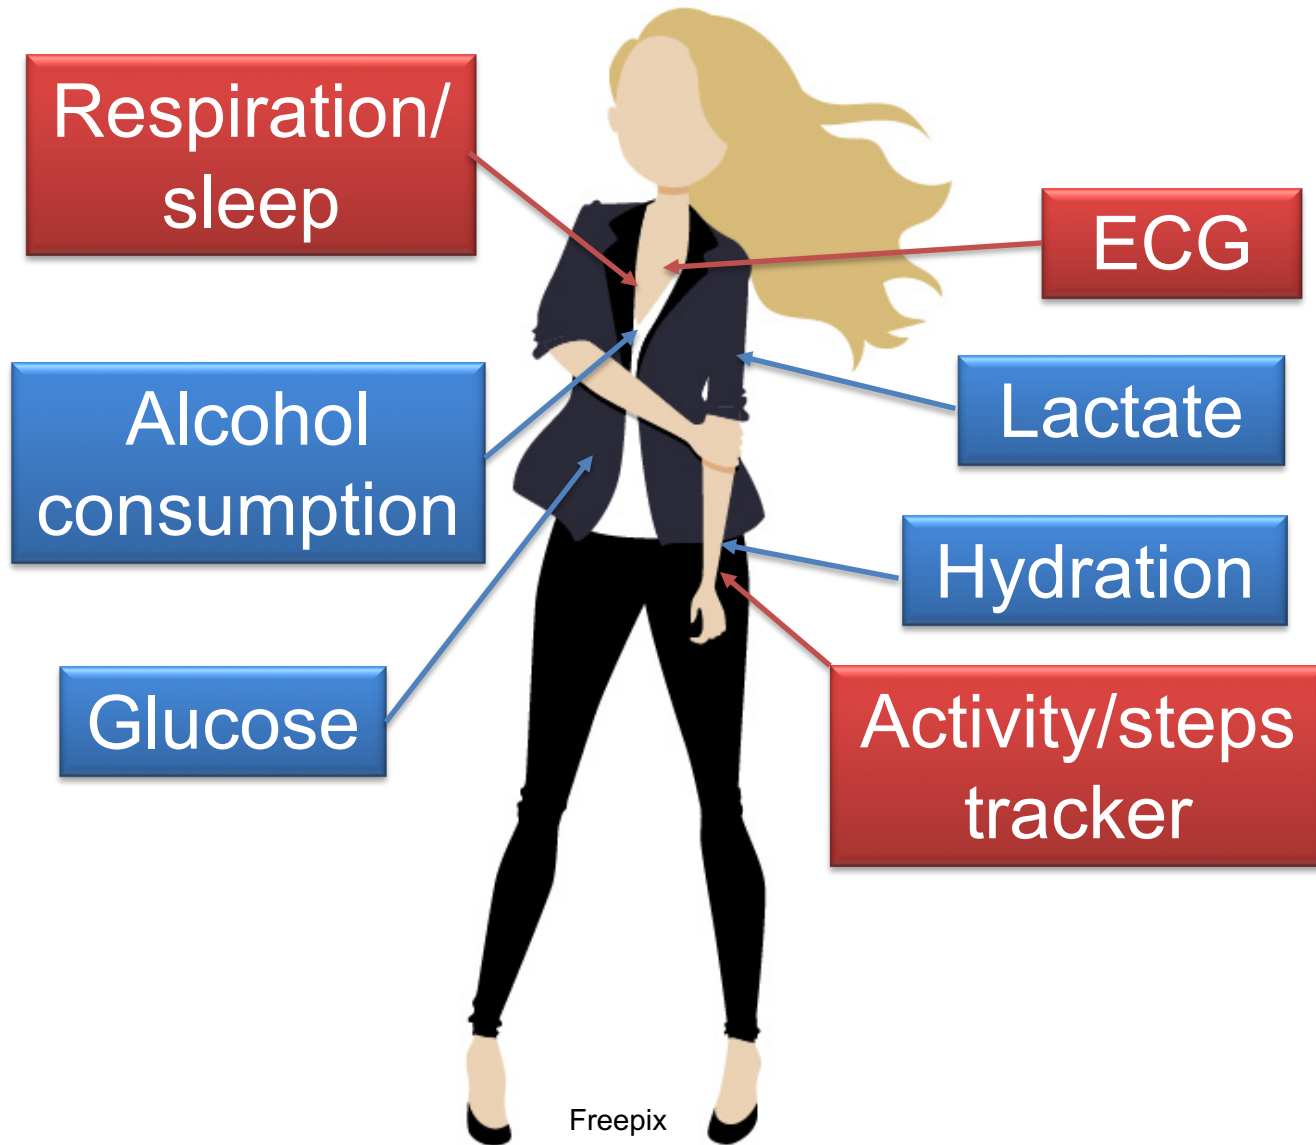 Respiration/
sleep
ECG
Alcohol
consumption
Lactate
Hydration
Glucose
Activity/steps
tracker
Freepix